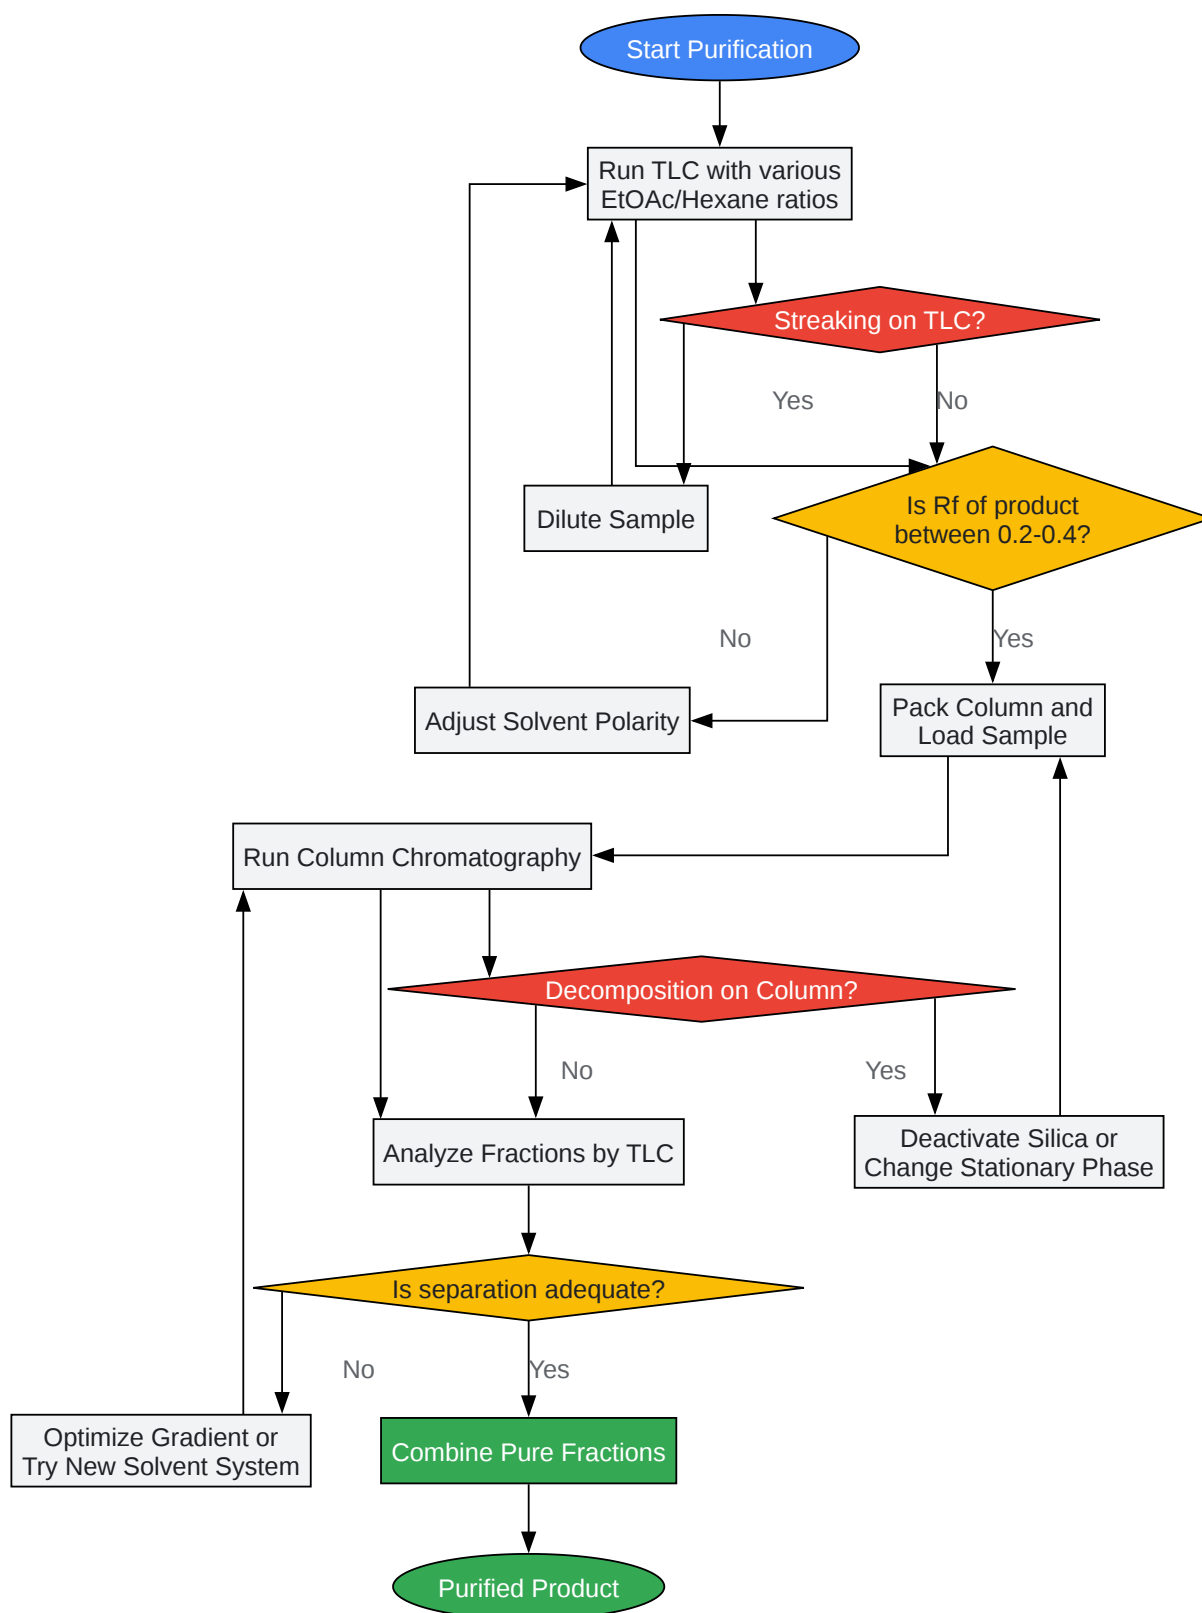 Start Purification
Run TLC with various
EtOAc/Hexane ratios
Streaking on TLC?
Yes
No
Is Rf of product
between 0.2-0.4?
Dilute Sample
No
Yes
Adjust Solvent Polarity
Pack Column and
Load Sample
Run Column Chromatography
Decomposition on Column?
No
Yes
Analyze Fractions by TLC
Deactivate Silica or
Change Stationary Phase
Is separation adequate?
No
Yes
Optimize Gradient or
Try New Solvent System
Combine Pure Fractions
Purified Product